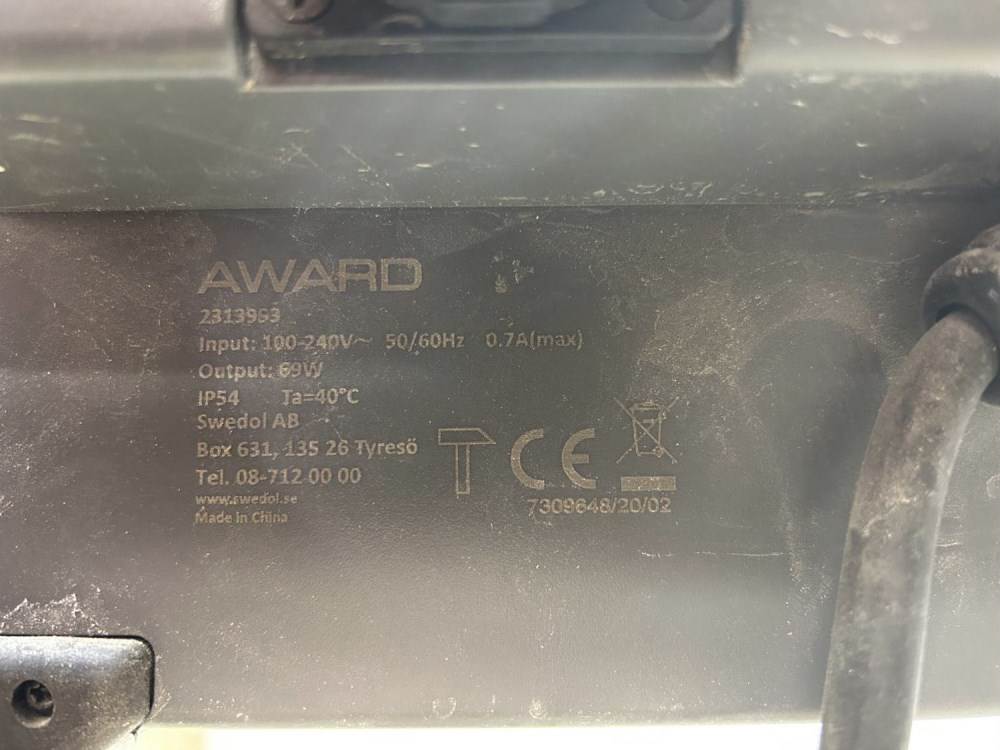 AWARD
2313993
Input: 100-240V~ 50/60Hz 0.7A(max)
Output: 69W
IP54 Ta=40°C
Swedol AB
Box 631, 135 26 Tyresö
Tel. 08-712 00 00
www.swedol.se
Made in China
CE
7309648/20/02